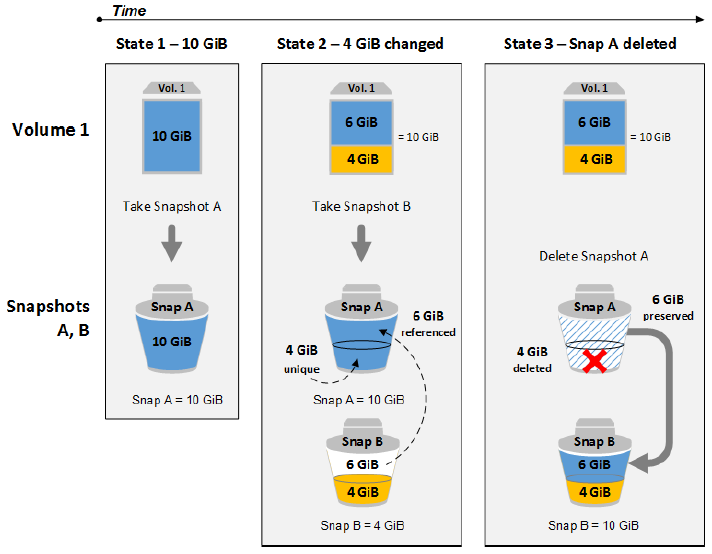 Time
State 1 – 10 GiB
State 2 – 4 GiB changed
State 3 – Snap A deleted
Volume 1
Vol. 1
10 GiB
Vol. 1
6 GiB
4 GiB
= 10 GiB
Vol. 1
6 GiB
4 GiB
= 10 GiB
Take Snapshot A
Take Snapshot B
Delete Snapshot A
Snapshots
A, B
Snap A
10 GiB
Snap A = 10 GiB
Snap A
6 GiB
referenced
4 GiB
unique
Snap A = 10 GiB
Snap B
6 GiB
4 GiB
Snap B = 4 GiB
Snap A
6 GiB
preserved
4 GiB
deleted
Snap B
6 GiB
4 GiB
Snap B = 10 GiB